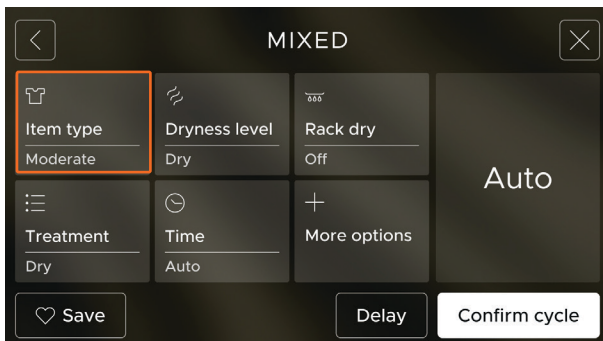 MIXED
Item type
Moderate
Dryness level
Dry
Rack dry
Off
Auto
Treatment
Dry
Time
Auto
More options
Save
Delay
Confirm cycle